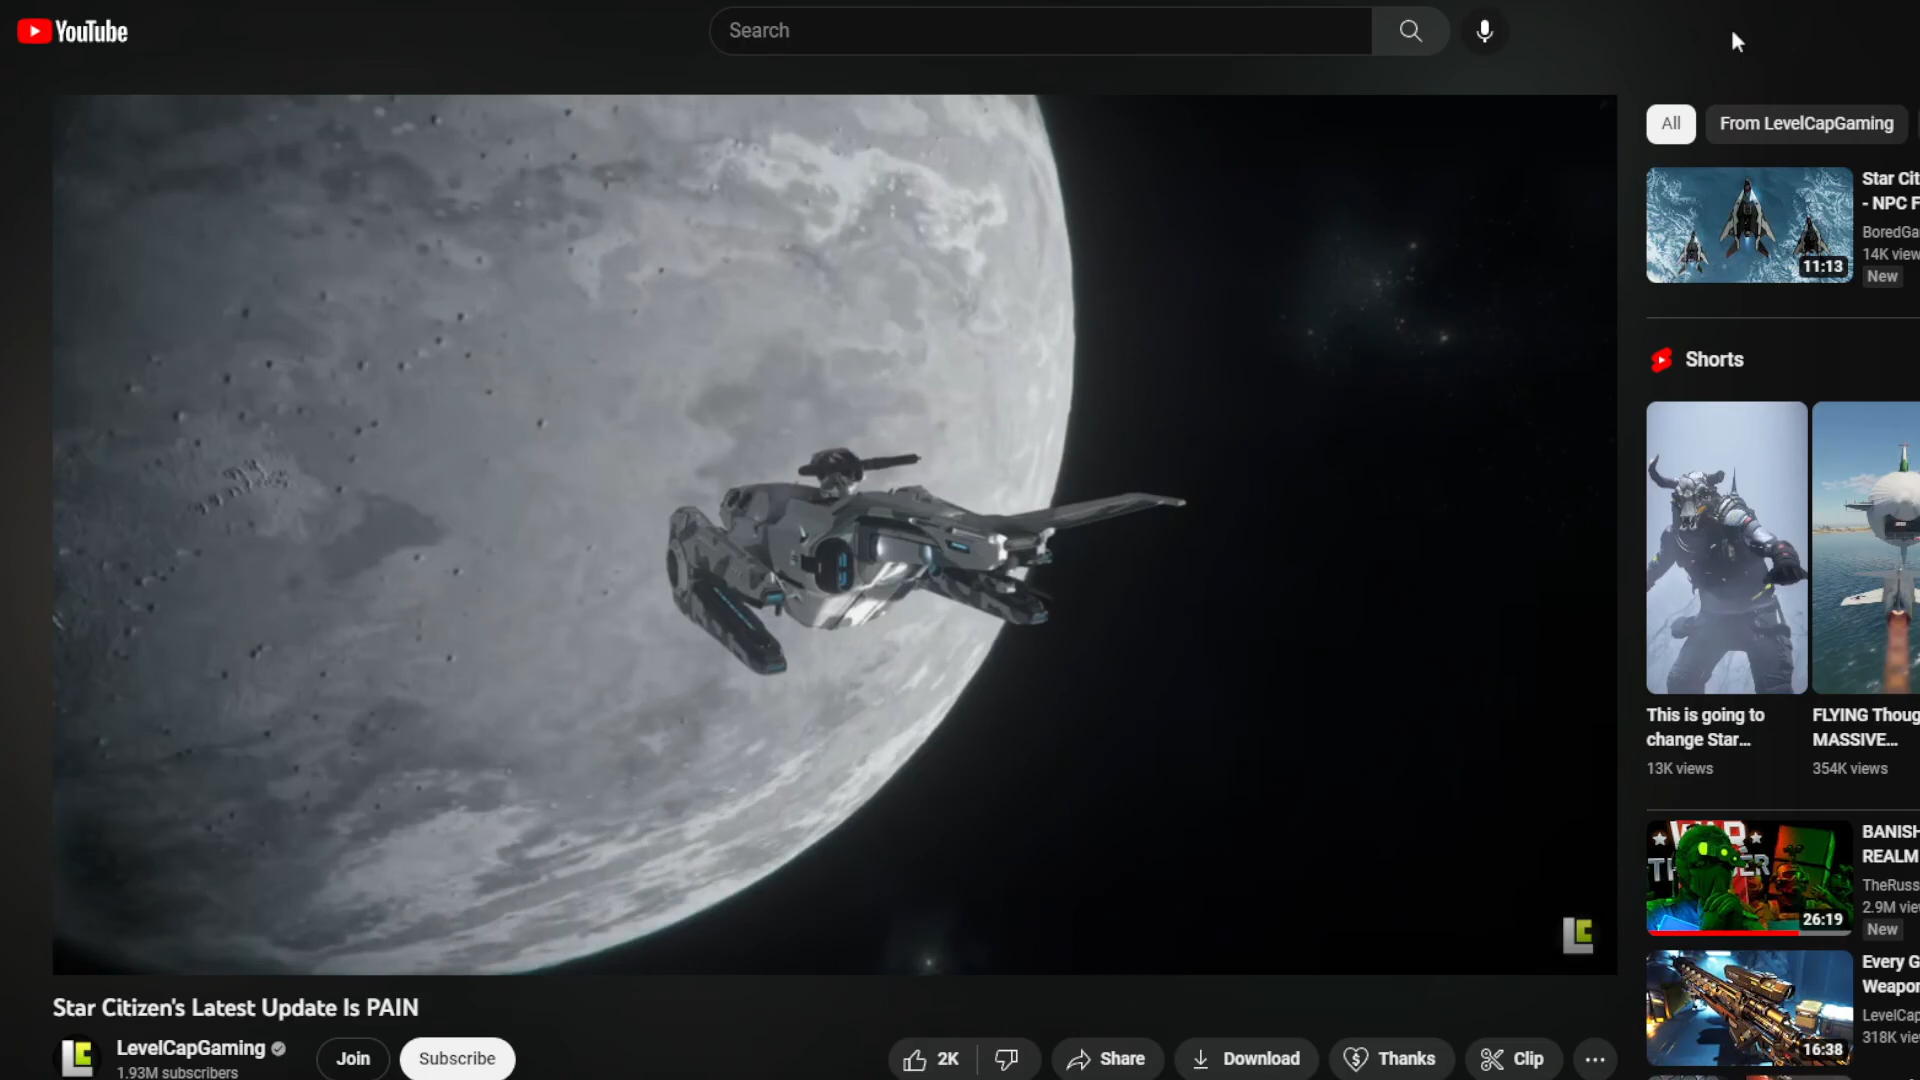 YouTube
Search
All
From LevelCapGaming
Star Cit
- NPC F
BoredGa
14K view
New
11:13
Shorts
This is going to
change Star...
13K views
FLYING Thoug
MASSIVE...
354K views
BANISH
REALM
TheRuss
2.9M vie
New
26:19
Every G
Weapon
LevelCap
318K vie
16:38
LC
Star Citizen's Latest Update Is PAIN
LC
LevelCapGaming
1.93M subscribers
Join
Subscribe
2K
Share
Download
Thanks
Clip